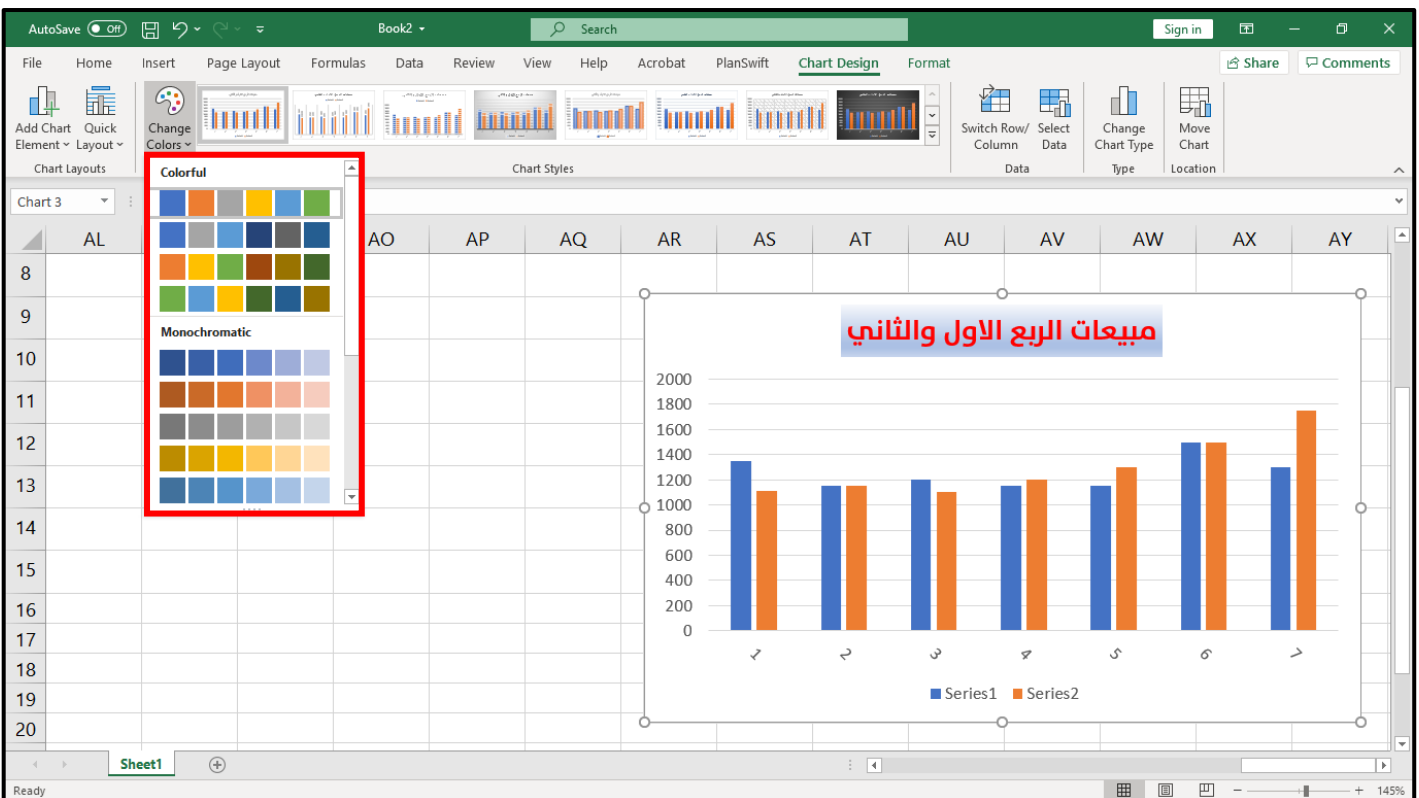 AutoSave Off Book2 Search Sign in
File Home Insert Page Layout Formulas Data Review View Help Acrobat PlanSwift Chart Design Format Share Comments
Add Chart Element Quick Layout Change Colors Switch Row/ Column Select Data Change Chart Type Move Chart
Chart Layouts Chart Styles Data Type Location
Chart 3
Colorful
Monochromatic
AL AO AP AQ AR AS AT AU AV AW AX AY
8
9
10
11
12
13
14
15
16
17
18
19
20
مبيعات الربع الاول والثاني
2000
1800
1600
1400
1200
1000
800
600
400
200
0
1 2 3 4 5 6 7
Series1 Series2
Sheet1
Ready 145%